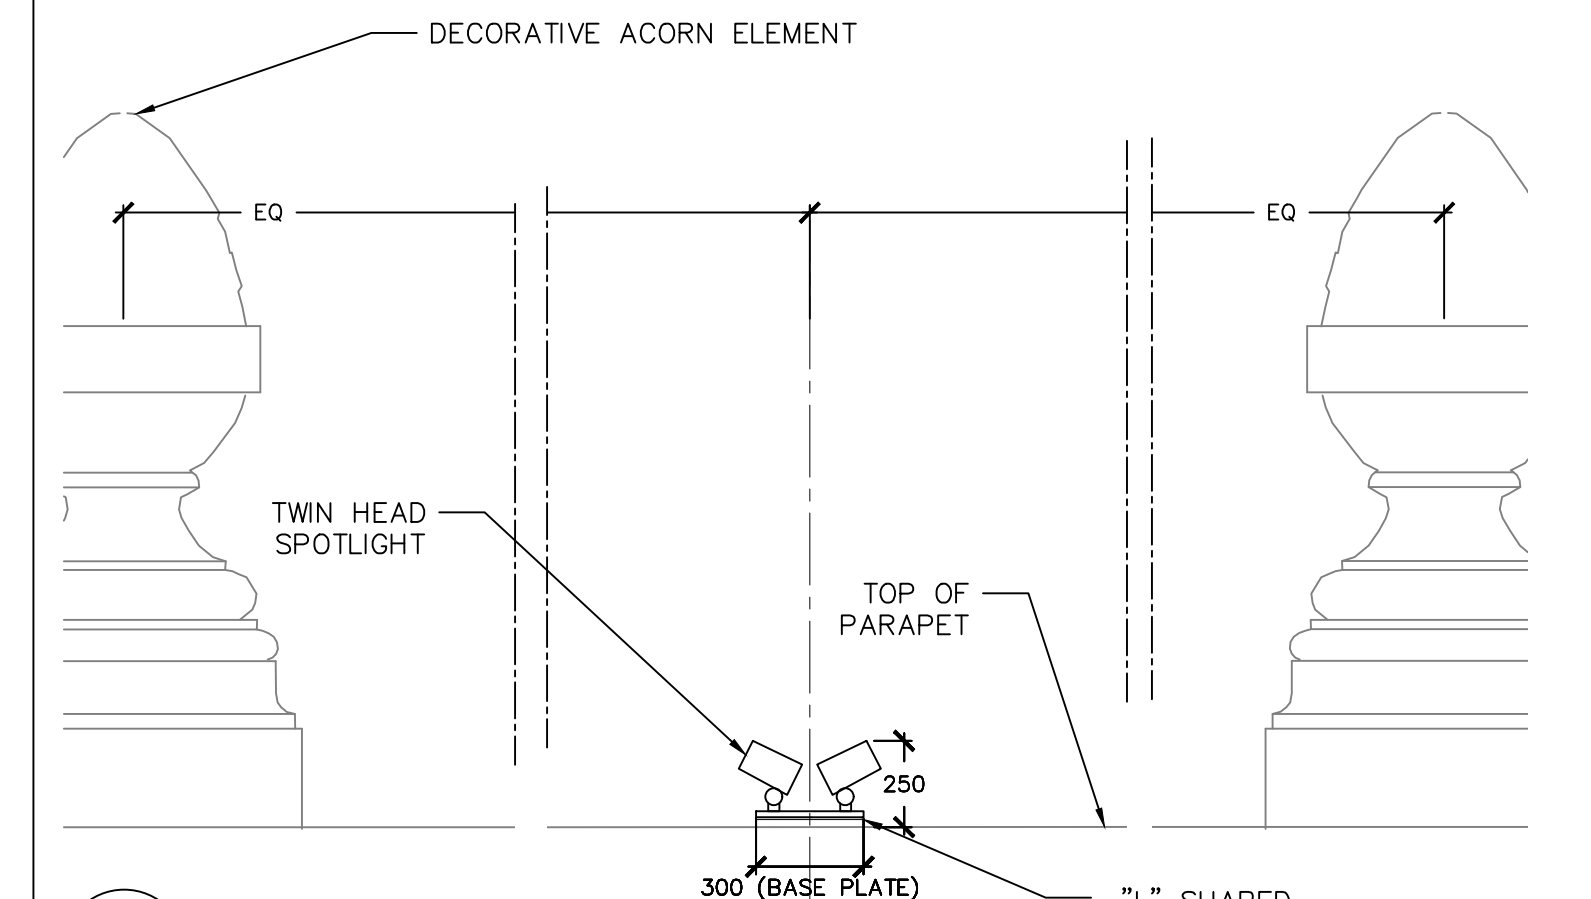 DECORATIVE ACORN ELEMENT
EQ
EQ
TWIN HEAD
SPOTLIGHT
TOP OF
PARAPET
250
300 (BASE PLATE)